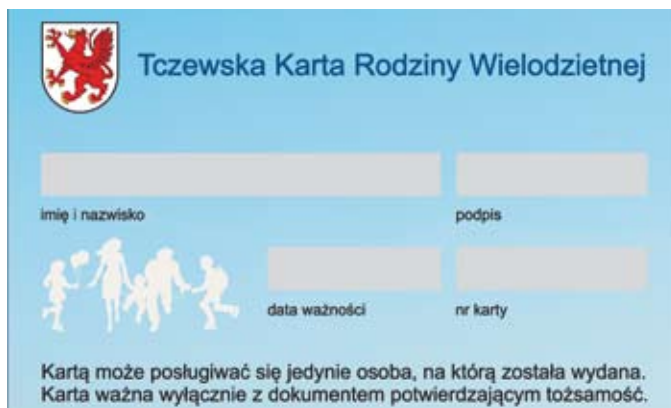 Tczewska Karta Rodziny Wielodzietnej
imię i nazwisko
podpis
data ważności
nr karty
Kartą może posługiwać się jedynie osoba, na którą została wydana.
Karta ważna wyłącznie z dokumentem potwierdzającym tożsamość.